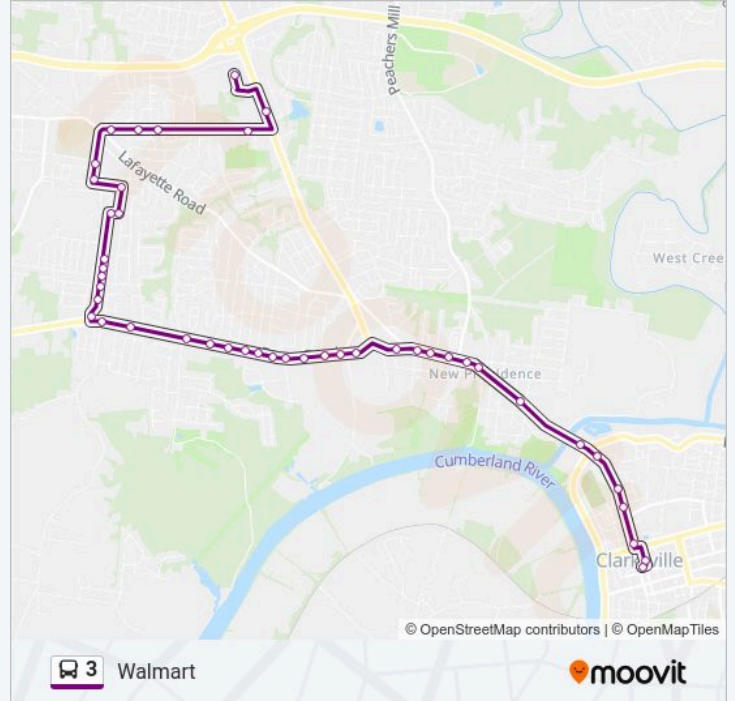 Peachers Mill
Lafayette Road
West Cree
New Providence
Cumberland River
Clarksville
© OpenStreetMap contributors | © OpenMapTiles
3 Walmart
moovit